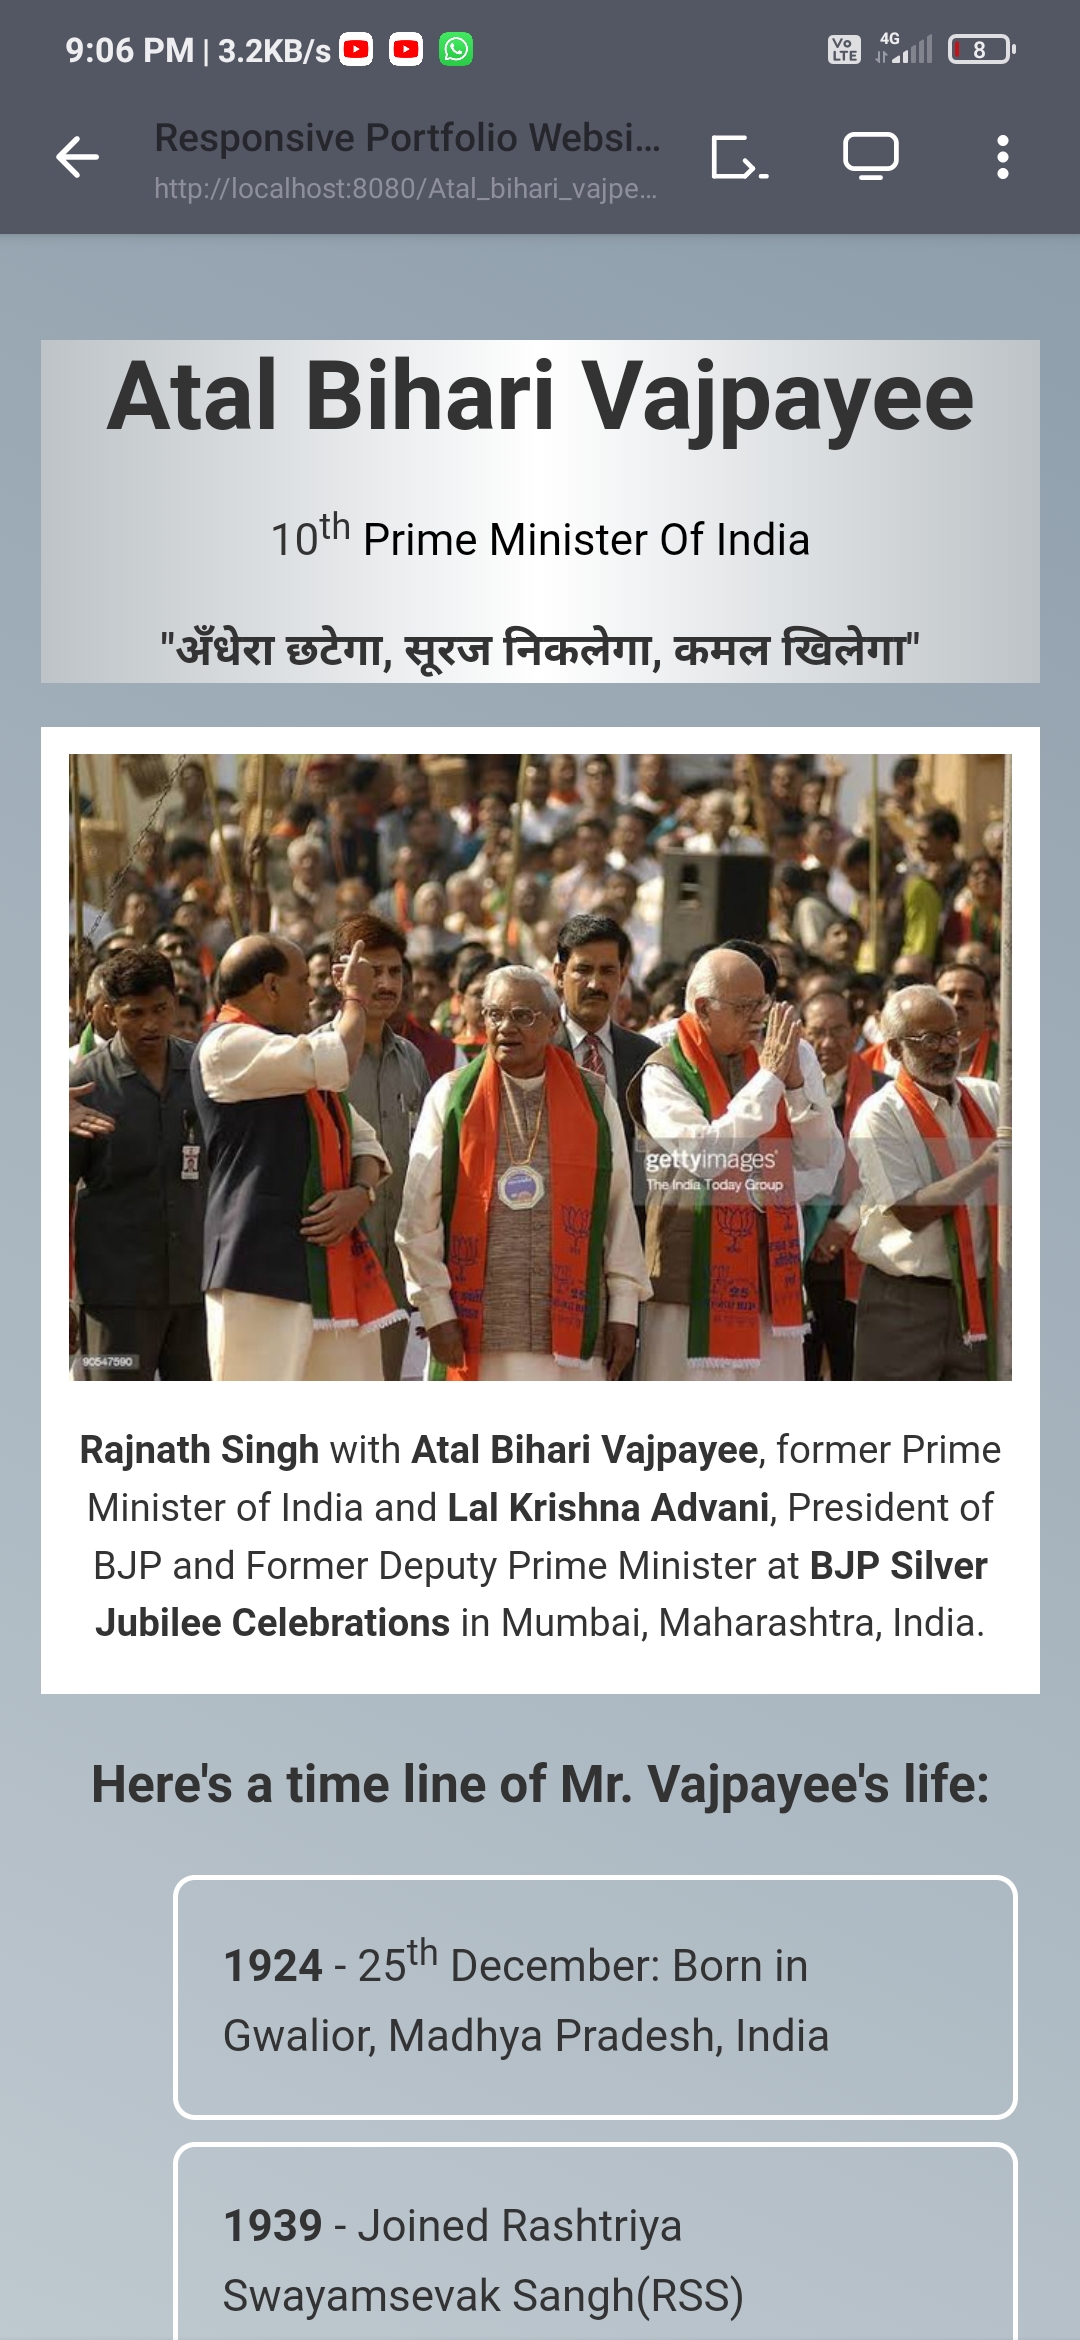 9:06 PM | 3.2KB/s
Vo LTE 4G 8
Responsive Portfolio Websi...
http://localhost:8080/Atal_bihari_vajpe...
Atal Bihari Vajpayee
10th Prime Minister Of India
"अँधेरा छटेगा, सूरज निकलेगा, कमल खिलेगा"
gettyimages
The India Today Group
90547590
Rajnath Singh with Atal Bihari Vajpayee, former Prime
Minister of India and Lal Krishna Advani, President of
BJP and Former Deputy Prime Minister at BJP Silver
Jubilee Celebrations in Mumbai, Maharashtra, India.
Here's a time line of Mr. Vajpayee's life:
1924 - 25th December: Born in
Gwalior, Madhya Pradesh, India
1939 - Joined Rashtriya
Swayamsevak Sangh(RSS)